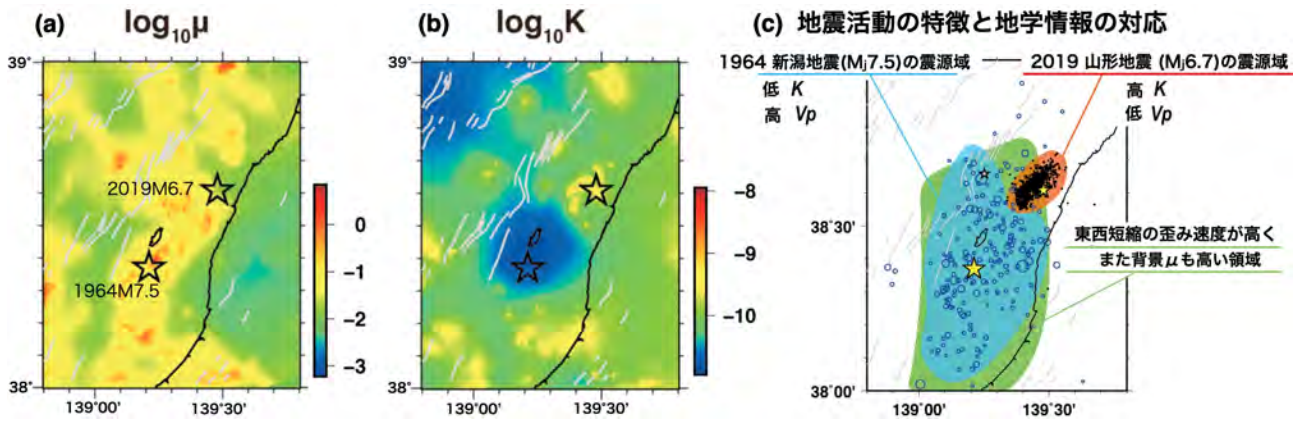 (a) log₁₀μ
39°
2019M6.7
1964M7.5
38°
139°00'
139°30'
0
−1
−2
−3
(b) log₁₀K
139°00'
139°30'
−8
−9
−10
(c) 地震活動の特徴と地学情報の対応
1964 新潟地震(Mj7.5)の震源域
2019 山形地震 (Mj6.7)の震源域
低 K
高 Vp
高 K
低 Vp
38°30'
東西短縮の歪み速度が高く
また背景μも高い領域
38°00'
139°00'
139°30'